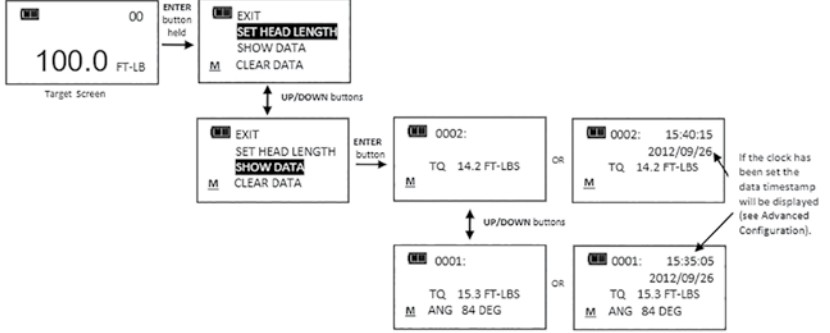 00
100.0 FT-LB
Target Screen
ENTER
button
held
EXIT
SET HEAD LENGTH
SHOW DATA
M CLEAR DATA
UP/DOWN buttons
EXIT
SET HEAD LENGTH
SHOW DATA
M CLEAR DATA
ENTER
button
0002:
TQ 14.2 FT-LBS
M
OR
0002: 15:40:15
2012/09/26
TQ 14.2 FT-LBS
M
If the clock has
been set the
data timestamp
will be displayed
(see Advanced
Configuration).
UP/DOWN buttons
0001:
TQ 15.3 FT-LBS
M ANG 84 DEG
OR
0001: 15:35:05
2012/09/26
TQ 15.3 FT-LBS
M ANG 84 DEG